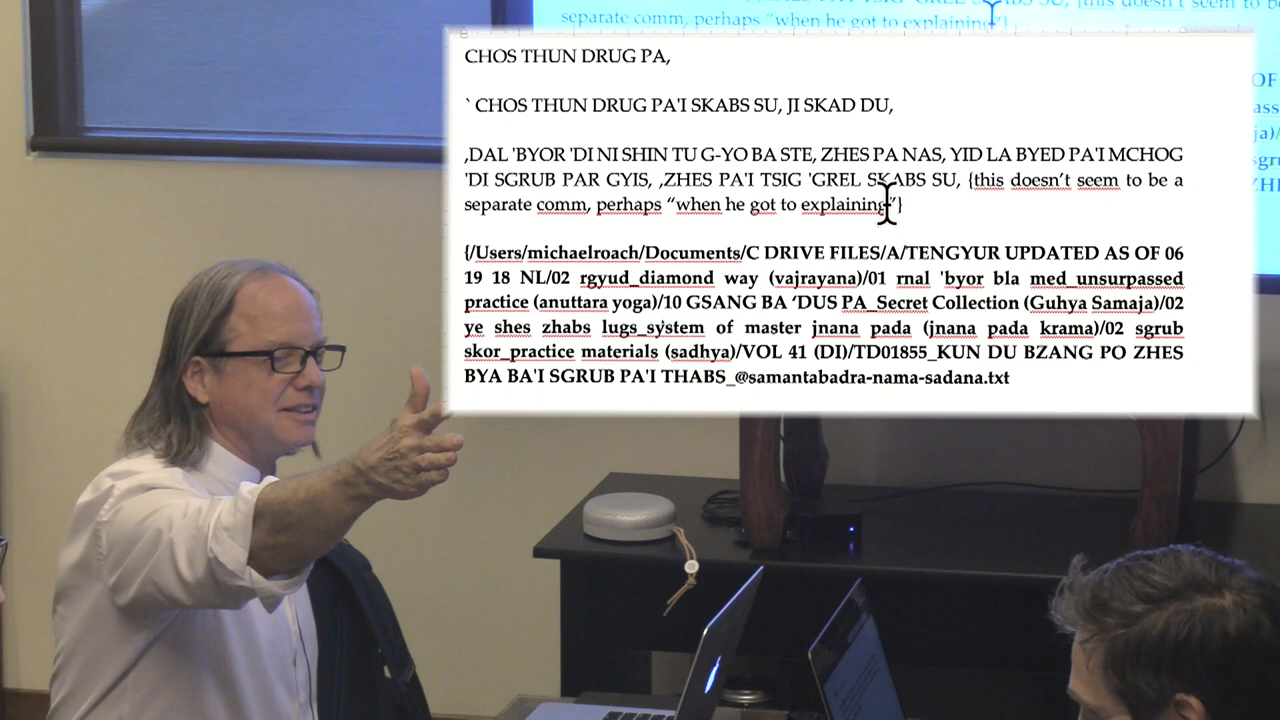 separate comm, perhaps "when he got to explaining"}
CHOS THUN DRUG PA,
` CHOS THUN DRUG PA'I SKABS SU, JI SKAD DU,
,DAL 'BYOR 'DI NI SHIN TU G-YO BA STE, ZHES PA NAS, YID LA BYED PA'I MCHOG
'DI SGRUB PAR GYIS, ,ZHES PA'I TSIG 'GREL SKABS SU, {this doesn't seem to be a
separate comm, perhaps "when he got to explaining"}
{/Users/michaelroach/Documents/C DRIVE FILES/A/TENGYUR UPDATED AS OF 06
19 18 NL/02 rgyud_diamond way (vajrayana)/01 rnal 'byor bla med_unsurpassed
practice (anuttara yoga)/10 GSANG BA 'DUS PA_Secret Collection (Guhya Samaja)/02
ye shes zhabs lugs_system of master jnana pada (jnana pada krama)/02 sgrub
skor_practice materials (sadhya)/VOL 41 (DI)/TD01855_KUN DU BZANG PO ZHES
BYA BA'I SGRUB PA'I THABS_@samantabadra-nama-sadana.txt